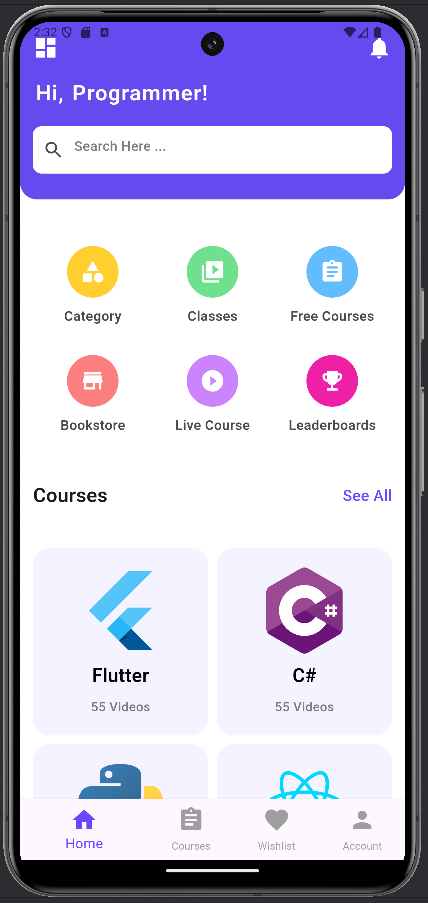 2:32
Hi, Programmer!
Search Here ...
Category Classes Free Courses
Bookstore Live Course Leaderboards
Courses See All
Flutter C#
55 Videos 55 Videos
Home Courses Wishlist Account